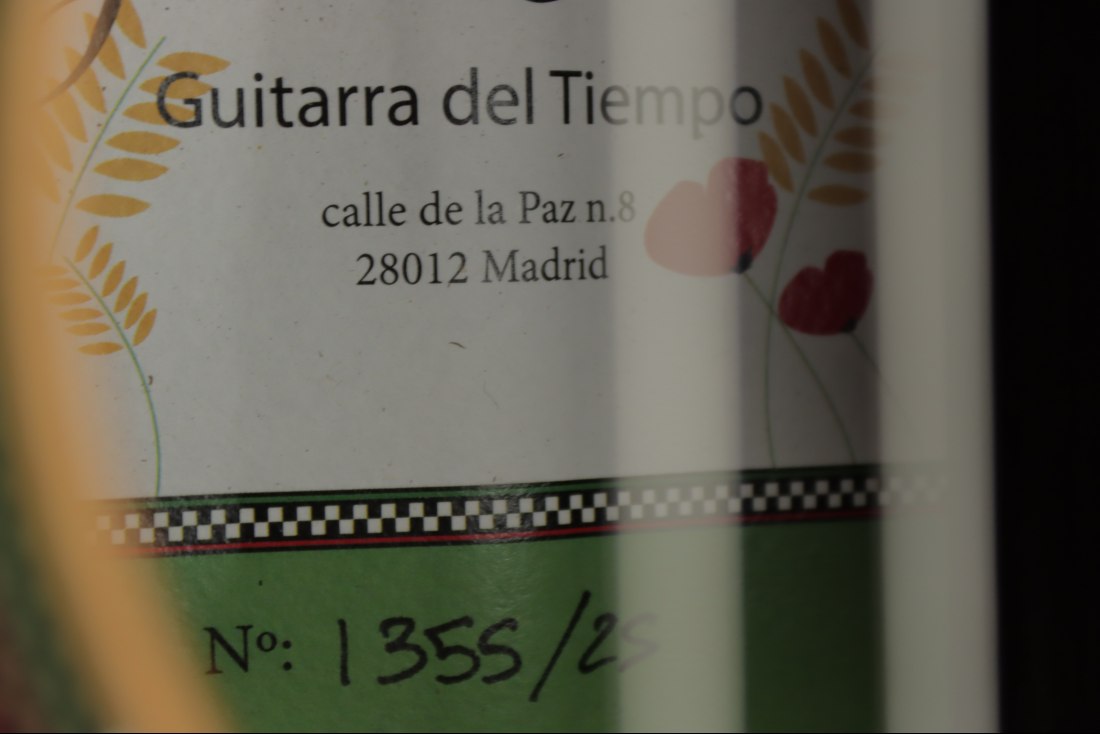 Guitarra del Tiempo
calle de la Paz n.8
28012 Madrid
Nº: 1355/25